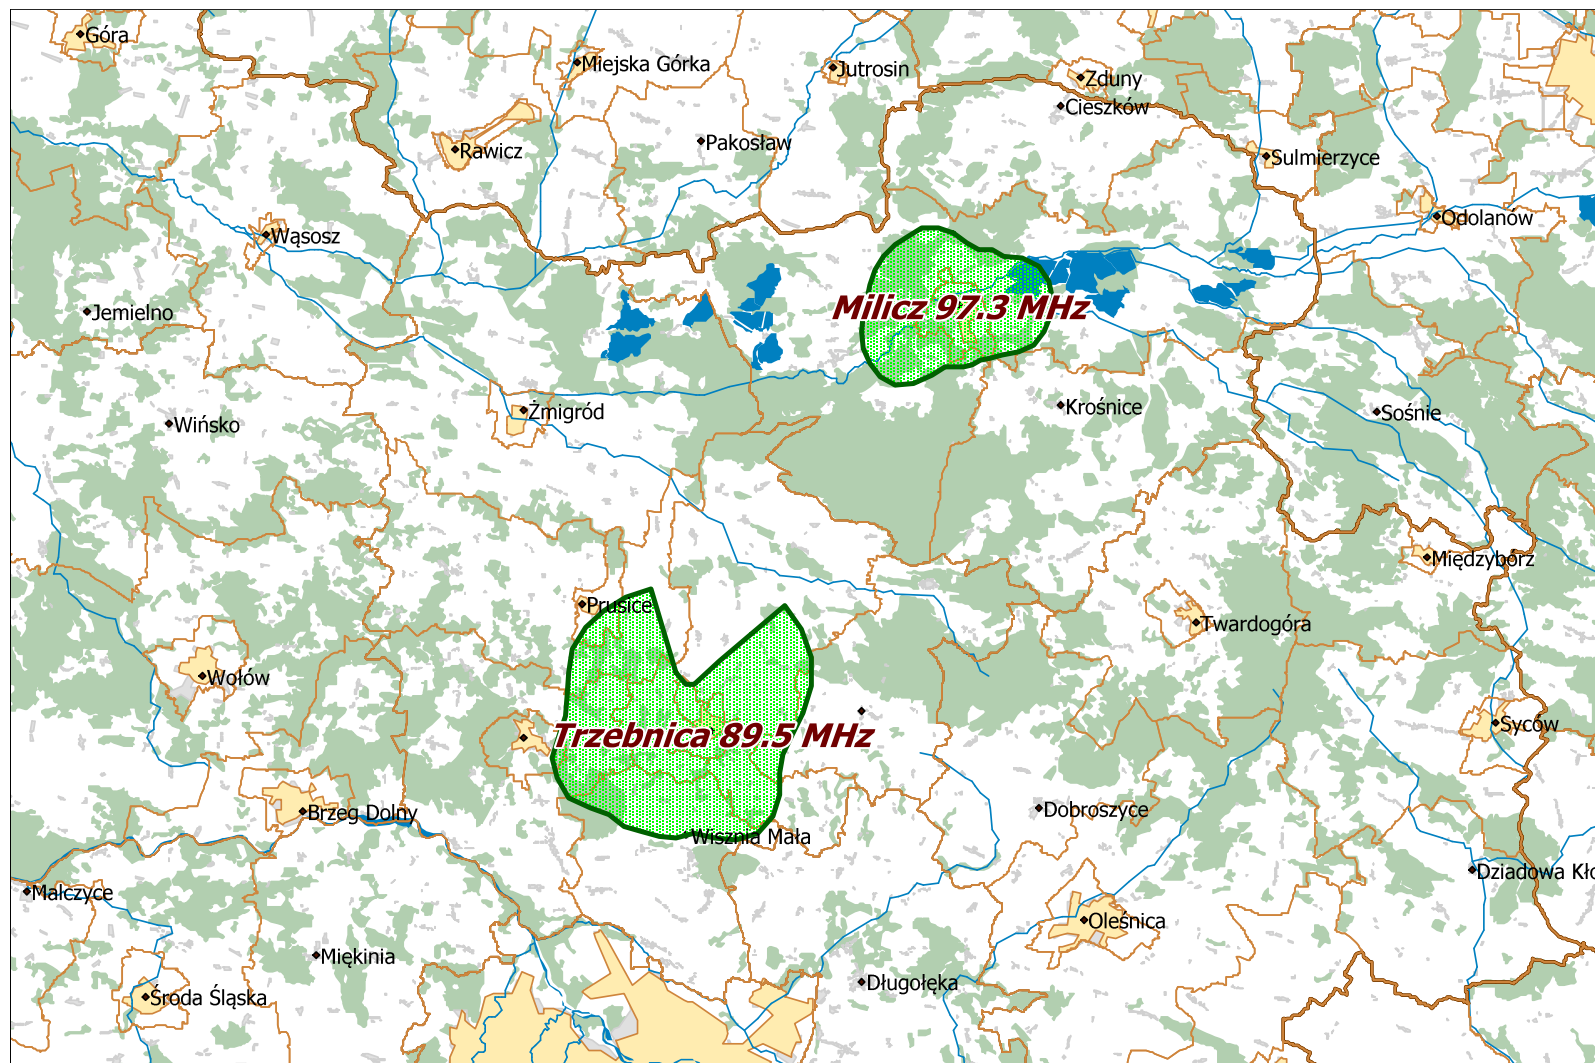 Góra
Miejska Górka
Jutrosin
Zduny
Cieszków
Rawicz
Pakosław
Sulmierzyce
Odolanów
Wąsosz
Jemielno
Milicz 97.3 MHz
Żmigród
Krośnice
Sośnie
Wińsko
Międzybórz
Prusice
Twardogóra
Wołów
Syców
Trzebnica 89.5 MHz
Brzeg Dolny
Dobroszyce
Wisznia Mała
Dziadowa Kło
Malczyce
Oleśnica
Miękinia
Długołęka
Środa Śląska